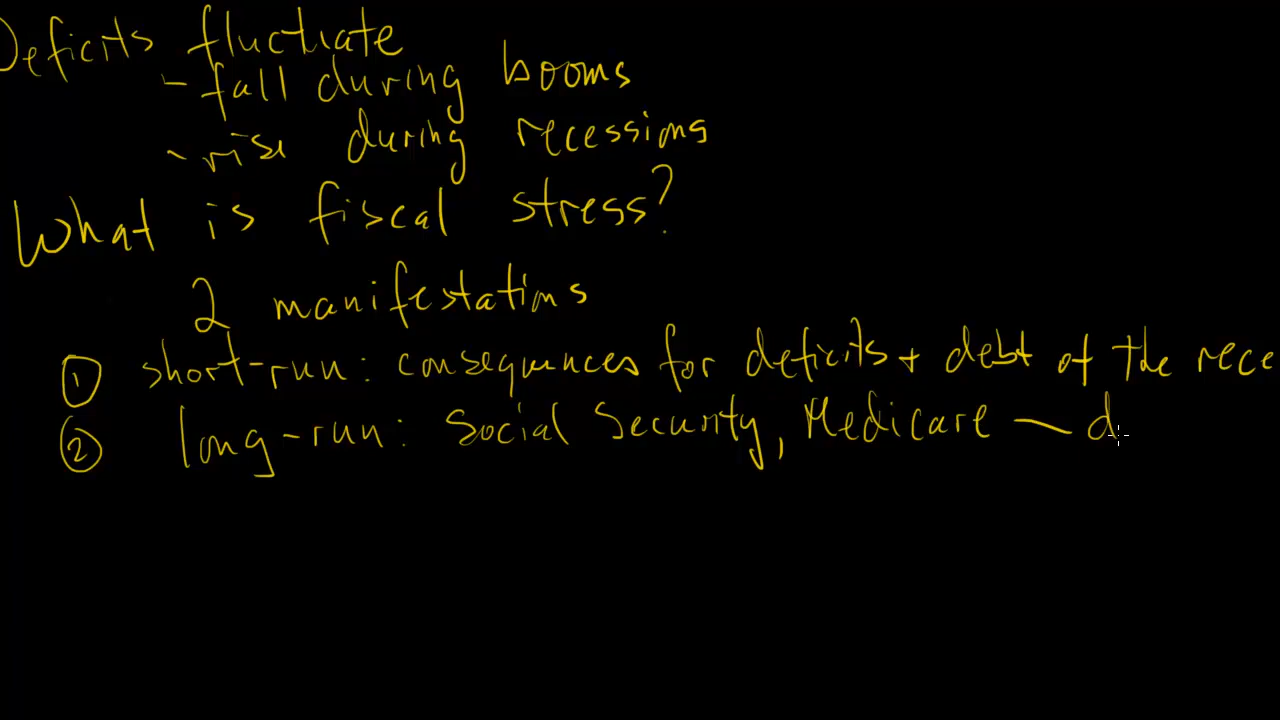 Deficits fluctuate
- fall during booms
- rise during recessions
What is fiscal stress?
2 manifestations
① short-run: consequences for deficits + debt of the rece
② long-run: Social Security, Medicare — d